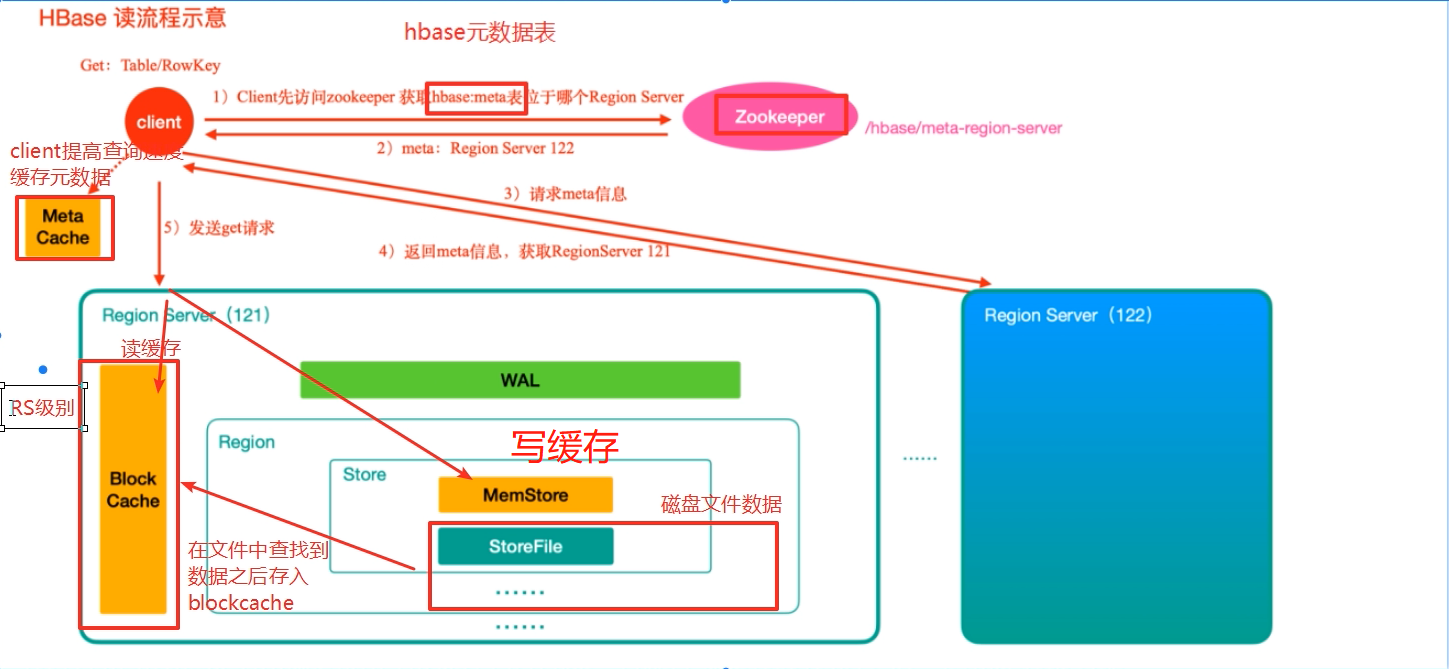 HBase 读流程示意
hbase元数据表
Get：Table/RowKey
1）Client先访问zookeeper 获取hbase:meta表位于哪个Region Server
client
Zookeeper
/hbase/meta-region-server
2）meta：Region Server 122
client提高查询速度
缓存元数据
3）请求meta信息
Meta
Cache
5）发送get请求
4）返回meta信息，获取RegionServer 121
Region Server（121）
Region Server（122）
读缓存
WAL
RS级别
Region
写缓存
Store
Block
Cache
MemStore
磁盘文件数据
StoreFile
在文件中查找到
数据之后存入
blockcache
······
······
······